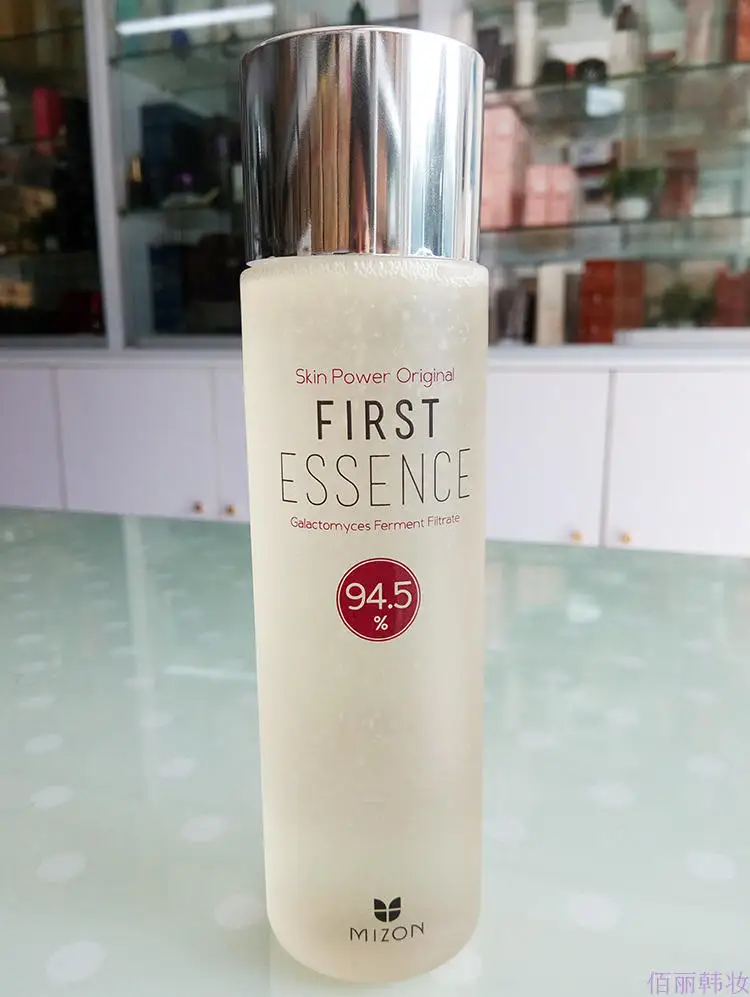 Skin Power Original
FIRST
ESSENCE
Galactomyces Ferment Filtrate
94.5
%
MIZON
佰丽韩妆